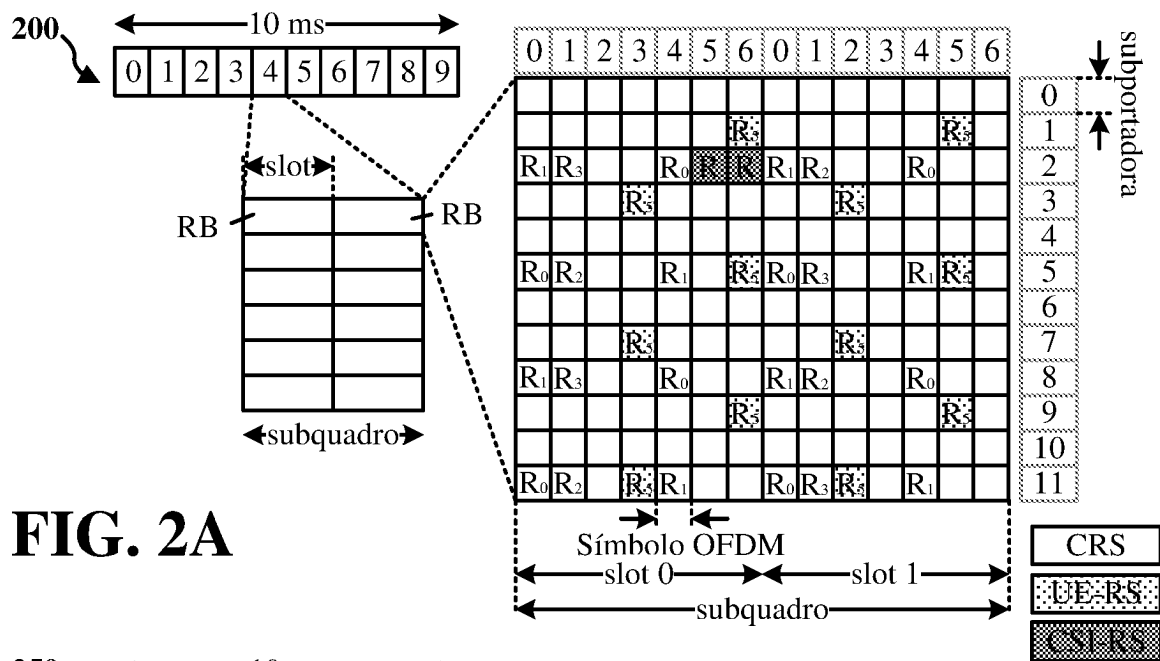 200
10 ms
0 1 2 3 4 5 6 7 8 9
slot
RB
RB
subquadro
0 1 2 3 4 5 6 0 1 2 3 4 5 6
subportadora
0
R5 R5 1
R1 R3 R0 R R R1 R2 R0 2
R5 R5 3
4
R0 R2 R1 R5 R0 R3 R1 R5 5
6
R5 R5 7
R1 R3 R0 R1 R2 R0 8
R5 R5 9
10
R0 R2 R5 R1 R0 R3 R5 R1 11
Símbolo OFDM
slot 0
slot 1
subquadro
FIG. 2A
CRS
UE-RS
CSI-RS